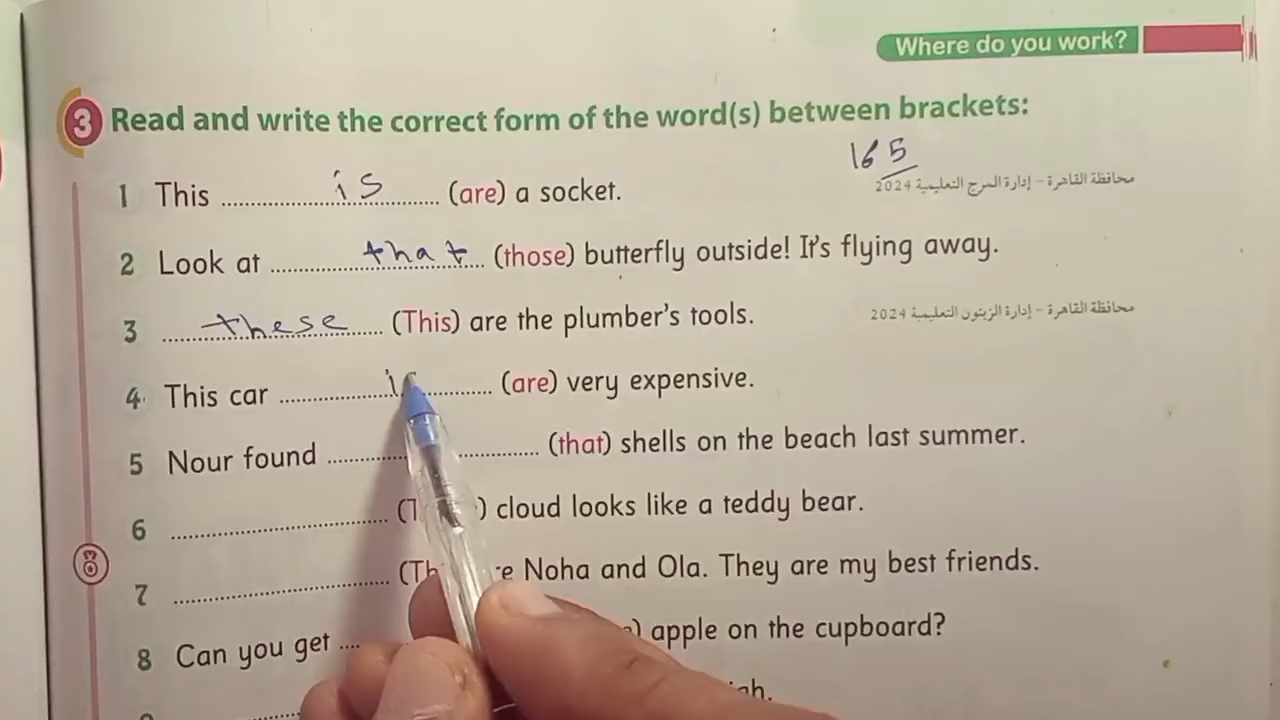 Where do you work?
3 Read and write the correct form of the word(s) between brackets:
165
1 This ........ is ........ (are) a socket. محافظة القاهرة - إدارة المرج التعليمية 2024
2 Look at ........ that ........ (those) butterfly outside! It's flying away.
3 ........ these ........ (This) are the plumber's tools. محافظة القاهرة - إدارة الزيتون التعليمية 2024
4 This car ........ is ........ (are) very expensive.
5 Nour found ................ (that) shells on the beach last summer.
6 ................ cloud looks like a teddy bear.
7 ................ Noha and Ola. They are my best friends.
8 Can you get .... apple on the cupboard?